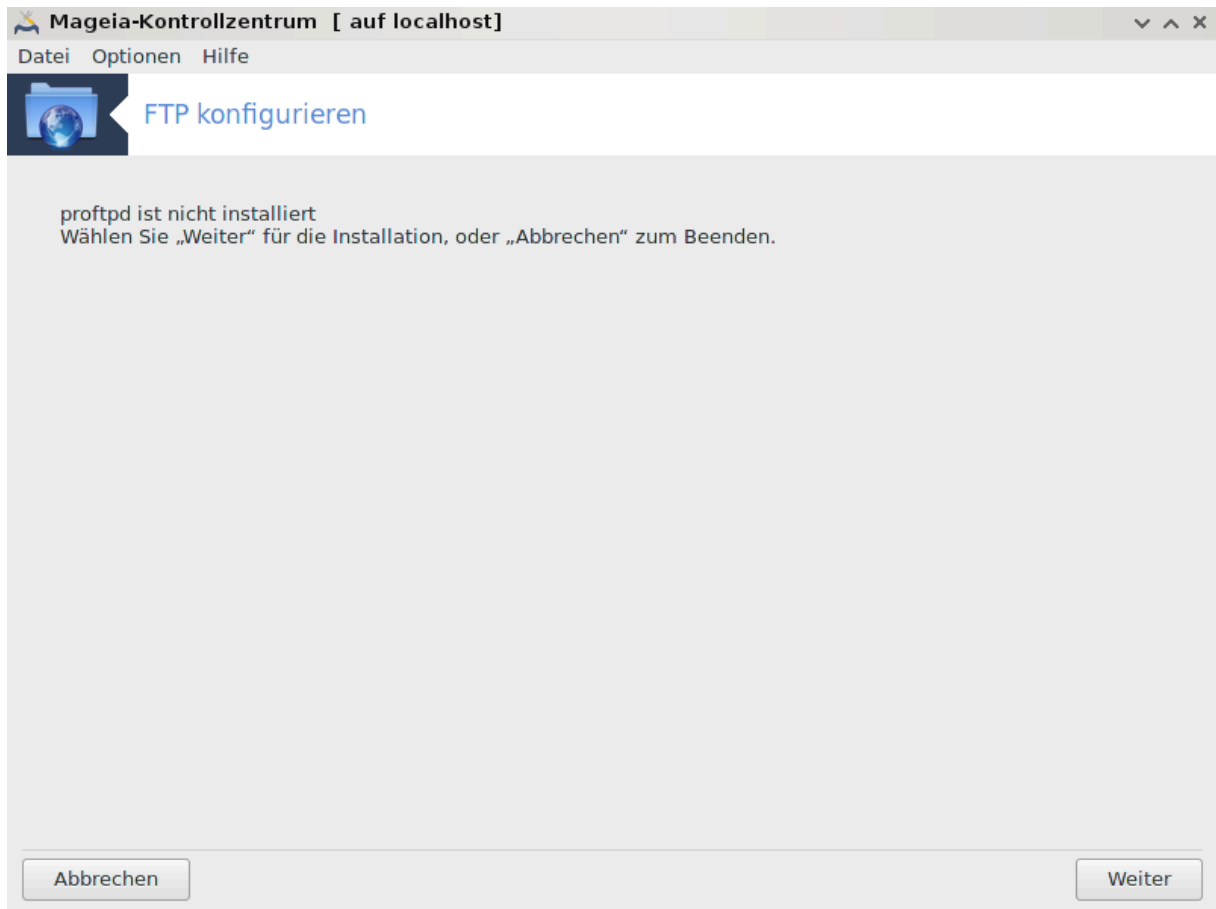 Mageia-Kontrollzentrum [ auf localhost]
Datei Optionen Hilfe
FTP konfigurieren
proftpd ist nicht installiert
Wählen Sie „Weiter“ für die Installation, oder „Abbrechen“ zum Beenden.
Abbrechen Weiter